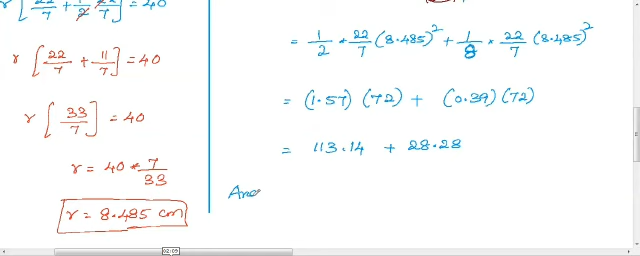 r [22/7 + 1/2 × 22/7] = 40
r [22/7 + 11/7] = 40
r [33/7] = 40
r = 40 * 7/33
r = 8.485 cm
= 1/2 * 22/7 (8.485)² + 1/8 * 22/7 (8.485)²
= (1.57) (72) + (0.39) (72)
= 113.14 + 28.28
Are
02:09